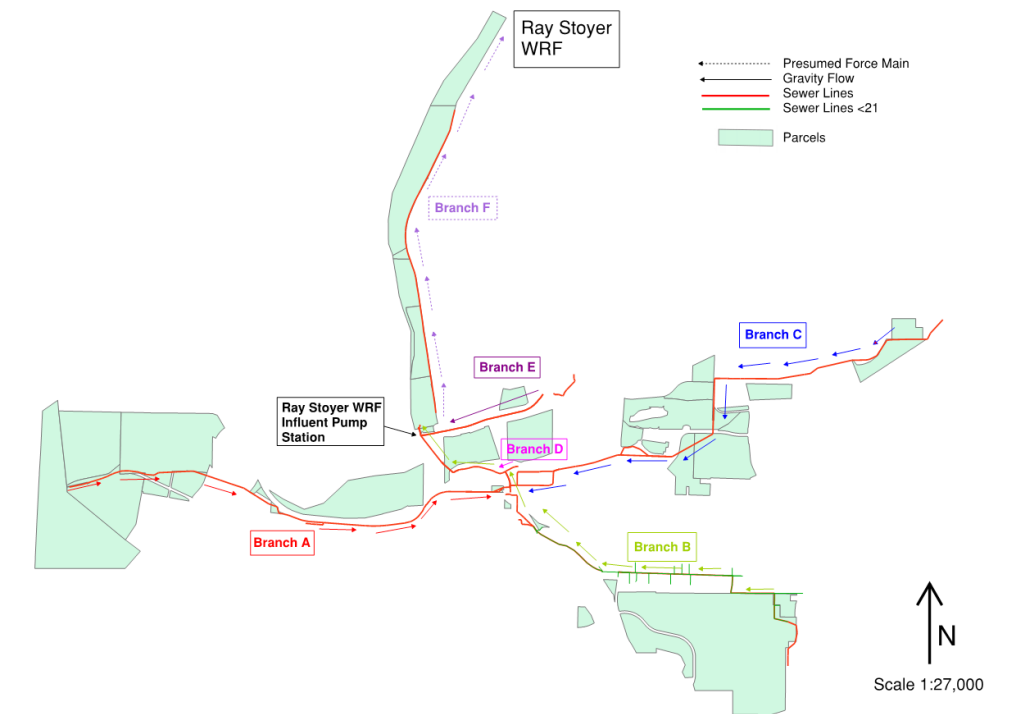 Ray Stoyer
WRF
Presumed Force Main
Gravity Flow
Sewer Lines
Sewer Lines <21
Parcels
Branch F
Branch C
Branch E
Ray Stoyer WRF
Influent Pump
Station
Branch D
Branch A
Branch B
N
Scale 1:27,000